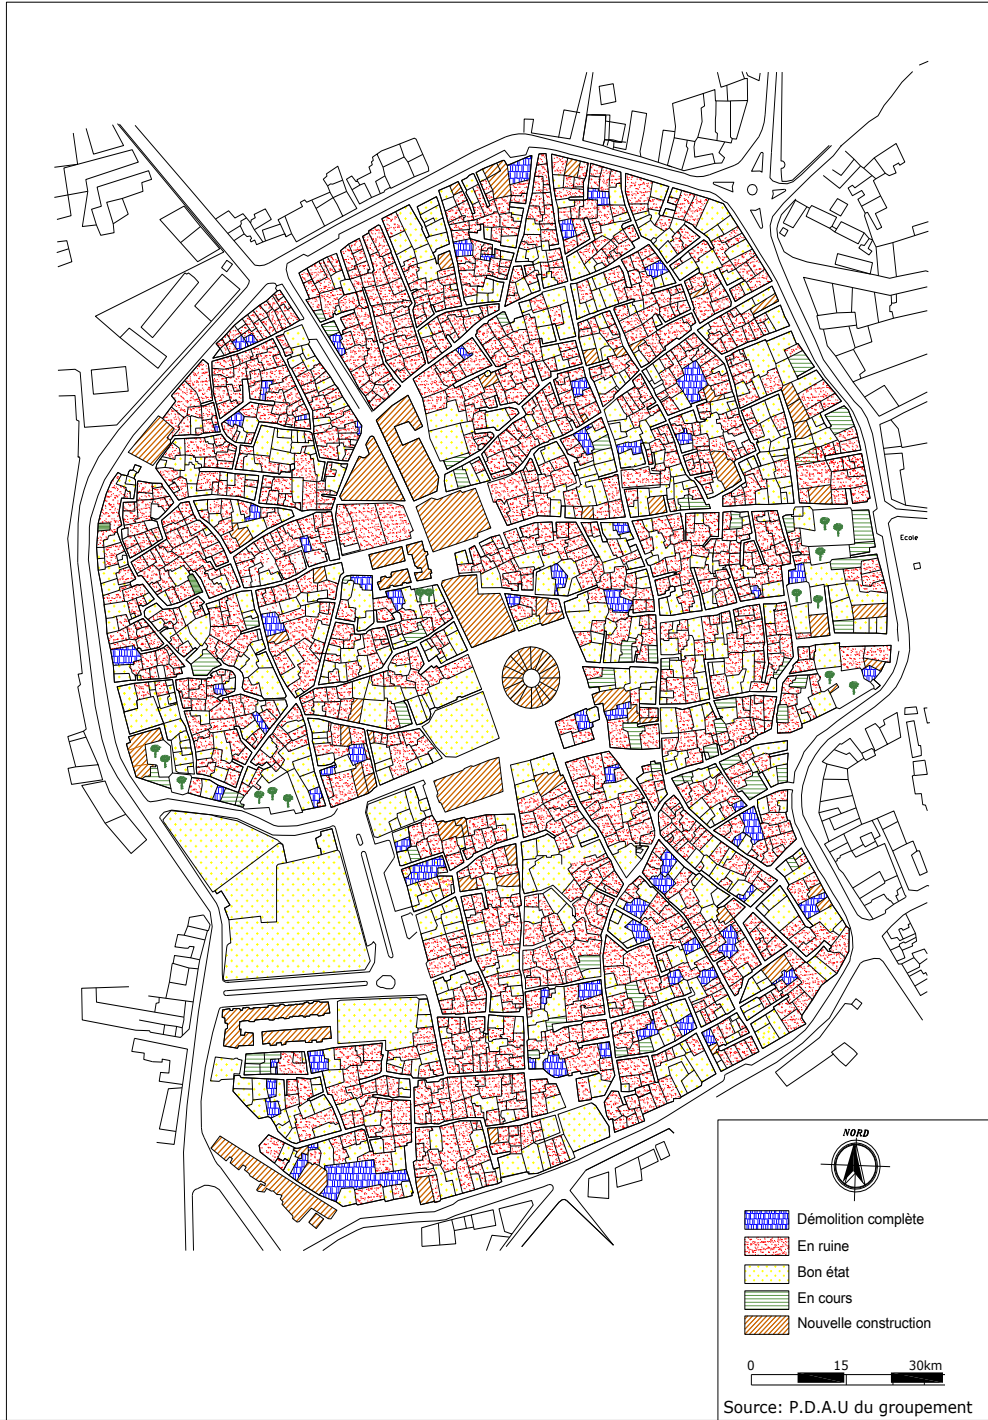 Ecole
NORD
Démolition complète
En ruine
Bon état
En cours
Nouvelle construction
0 15 30km
Source: P.D.A.U du groupement